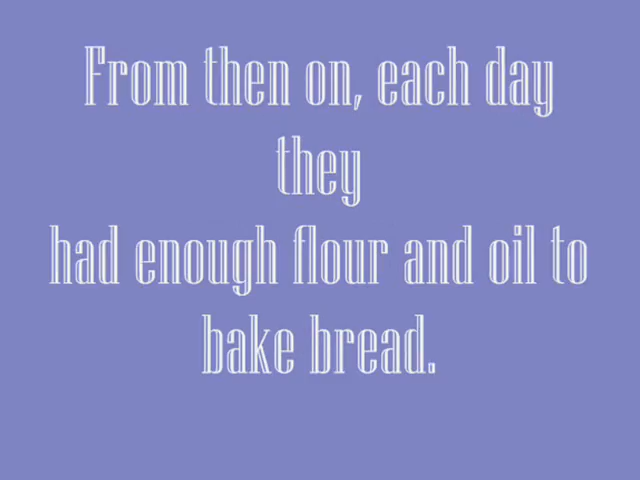 From then on, each day
they
had enough flour and oil to
bake bread.